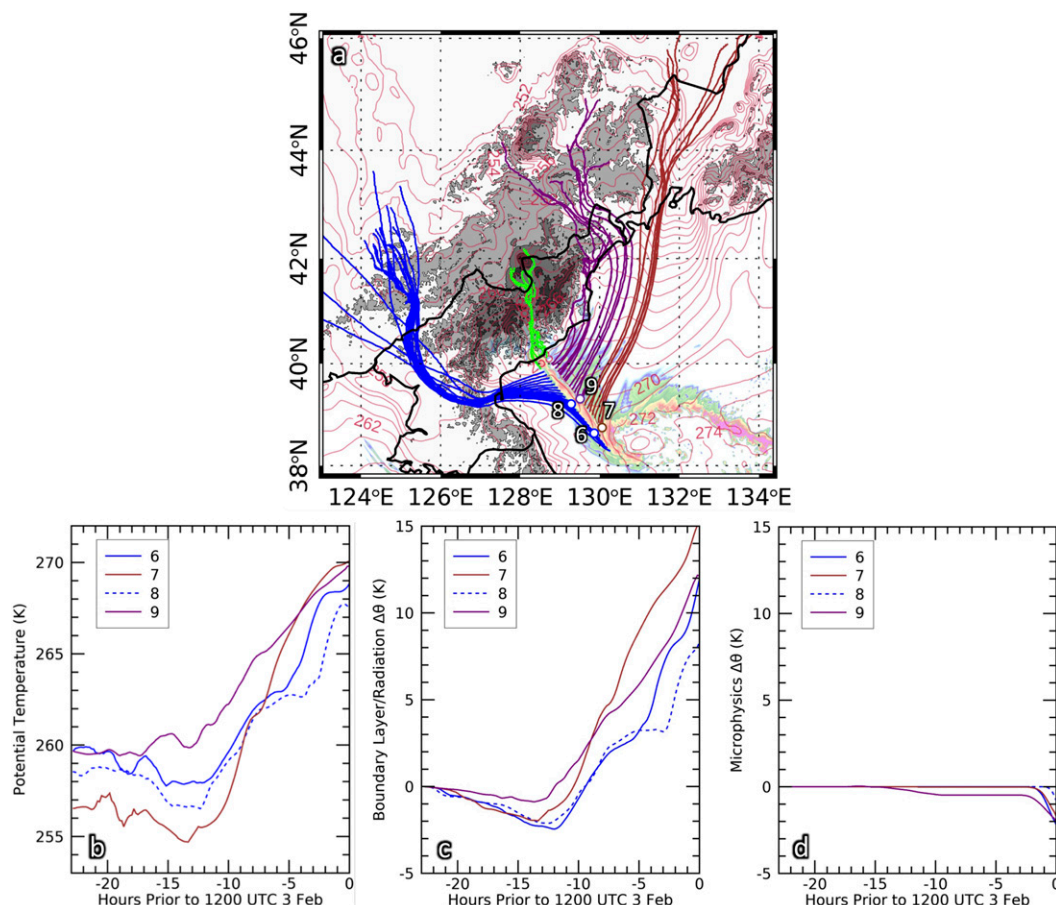 a
46°N
44°N
42°N
40°N
38°N
252
254
262
270
272
274
8
9
6
7
124°E 126°E 128°E 130°E 132°E 134°E
Potential Temperature (K)
270
265
260
255
6
7
8
9
b
-20 -15 -10 -5 0
Hours Prior to 1200 UTC 3 Feb
Boundary Layer/Radiation Δθ (K)
15
10
5
0
-5
6
7
8
9
c
-20 -15 -10 -5 0
Hours Prior to 1200 UTC 3 Feb
Microphysics Δθ (K)
15
10
5
0
-5
6
7
8
9
d
-20 -15 -10 -5 0
Hours Prior to 1200 UTC 3 Feb